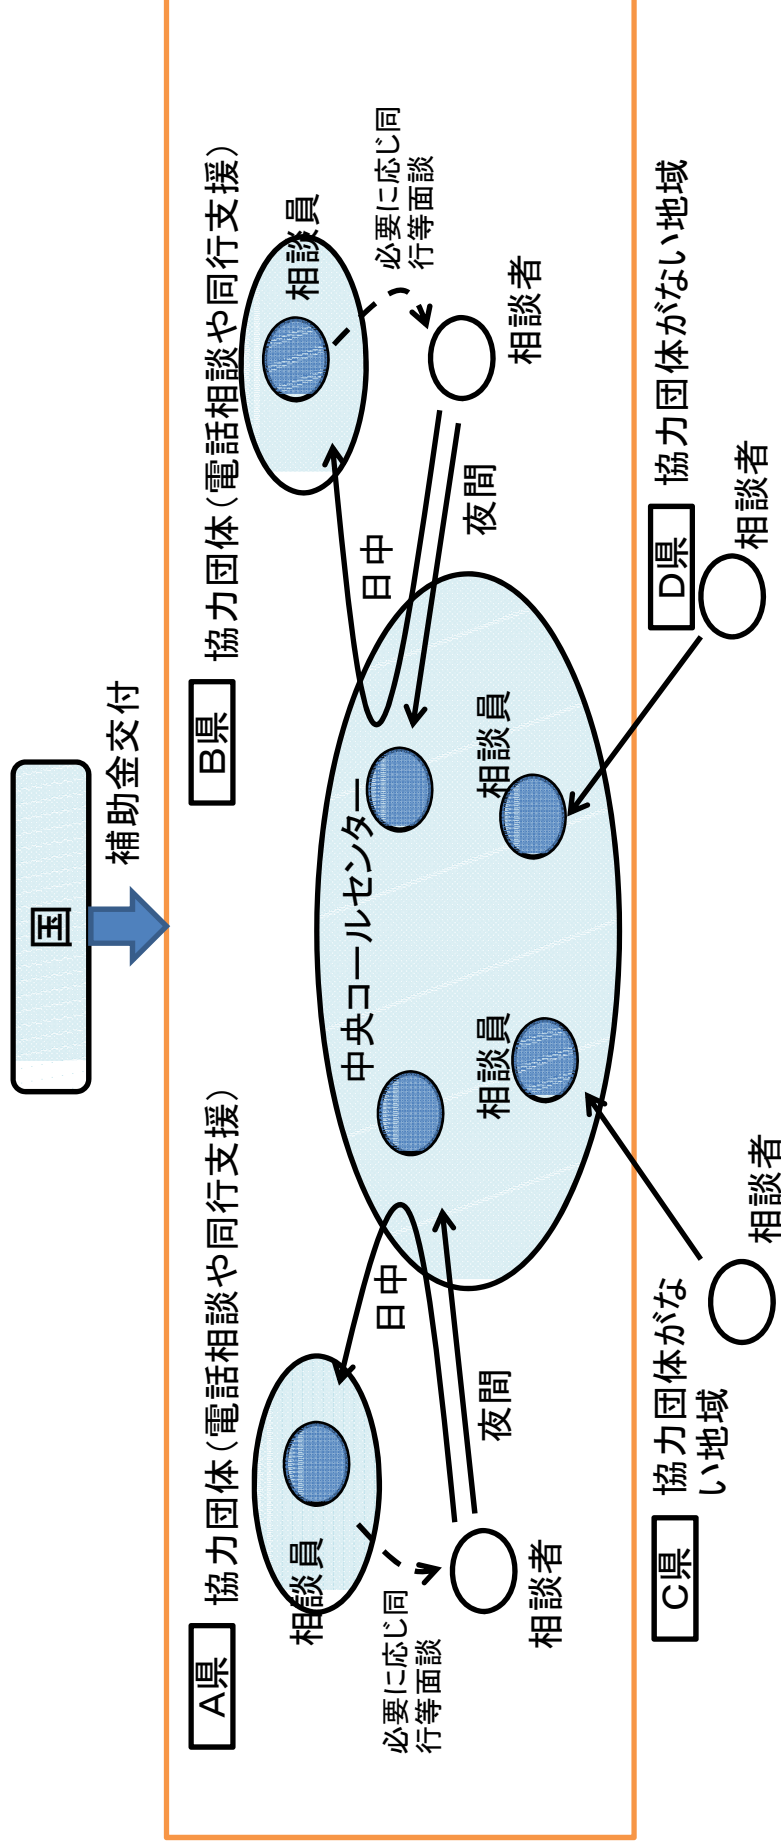 国
補助金交付
A県
協力団体(電話相談や同行支援)
B県
協力団体(電話相談や同行支援)
相談員
相談員
必要に応じ同
行等面談
必要に応じ同
行等面談
中央コールセンター
日中
日中
夜間
夜間
相談員
相談員
相談者
相談者
C県
協力団体がな
い地域
D県
協力団体がない地域
相談者
相談者